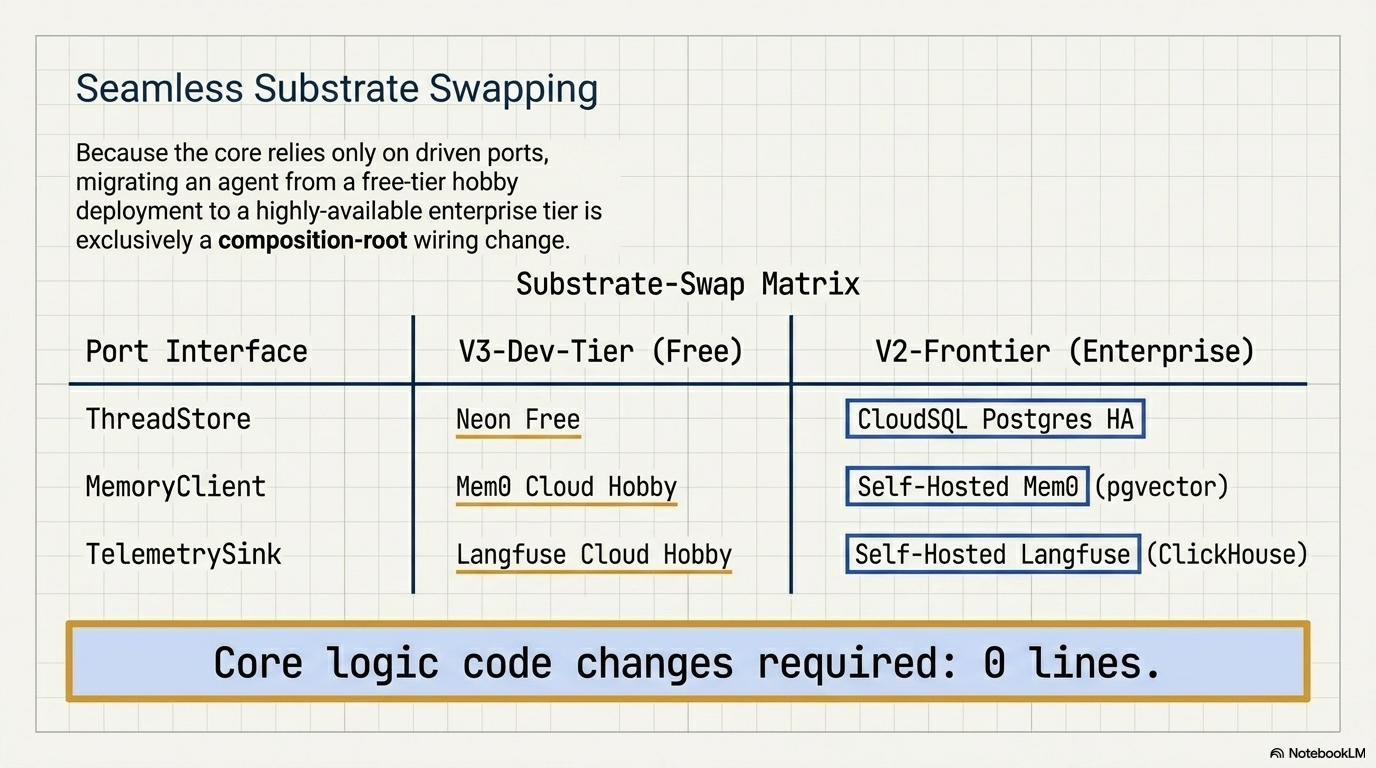 Seamless Substrate Swapping
Because the core relies only on driven ports,
migrating an agent from a free-tier hobby
deployment to a highly-available enterprise tier is
exclusively a composition-root wiring change.
Substrate-Swap Matrix
Port Interface V3-Dev-Tier (Free) V2-Frontier (Enterprise)
ThreadStore Neon Free CloudSQL Postgres HA
MemoryClient Mem0 Cloud Hobby Self-Hosted Mem0 (pgvector)
TelemetrySink Langfuse Cloud Hobby Self-Hosted Langfuse (ClickHouse)
Core logic code changes required: 0 lines.
NotebookLM